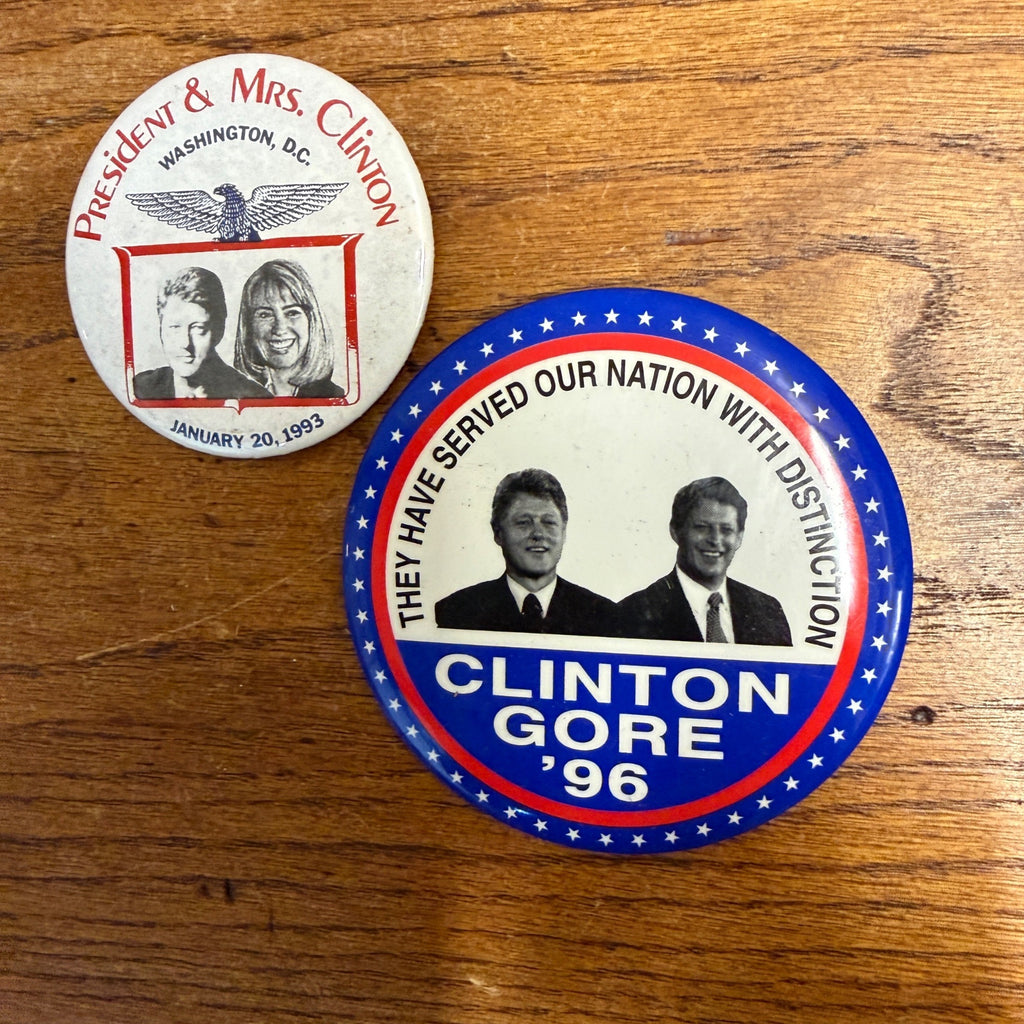 PRESIDENT & MRS. CLINTON
WASHINGTON, D.C.
JANUARY 20, 1993
THEY HAVE SERVED OUR NATION WITH DISTINCTION
CLINTON
GORE
'96